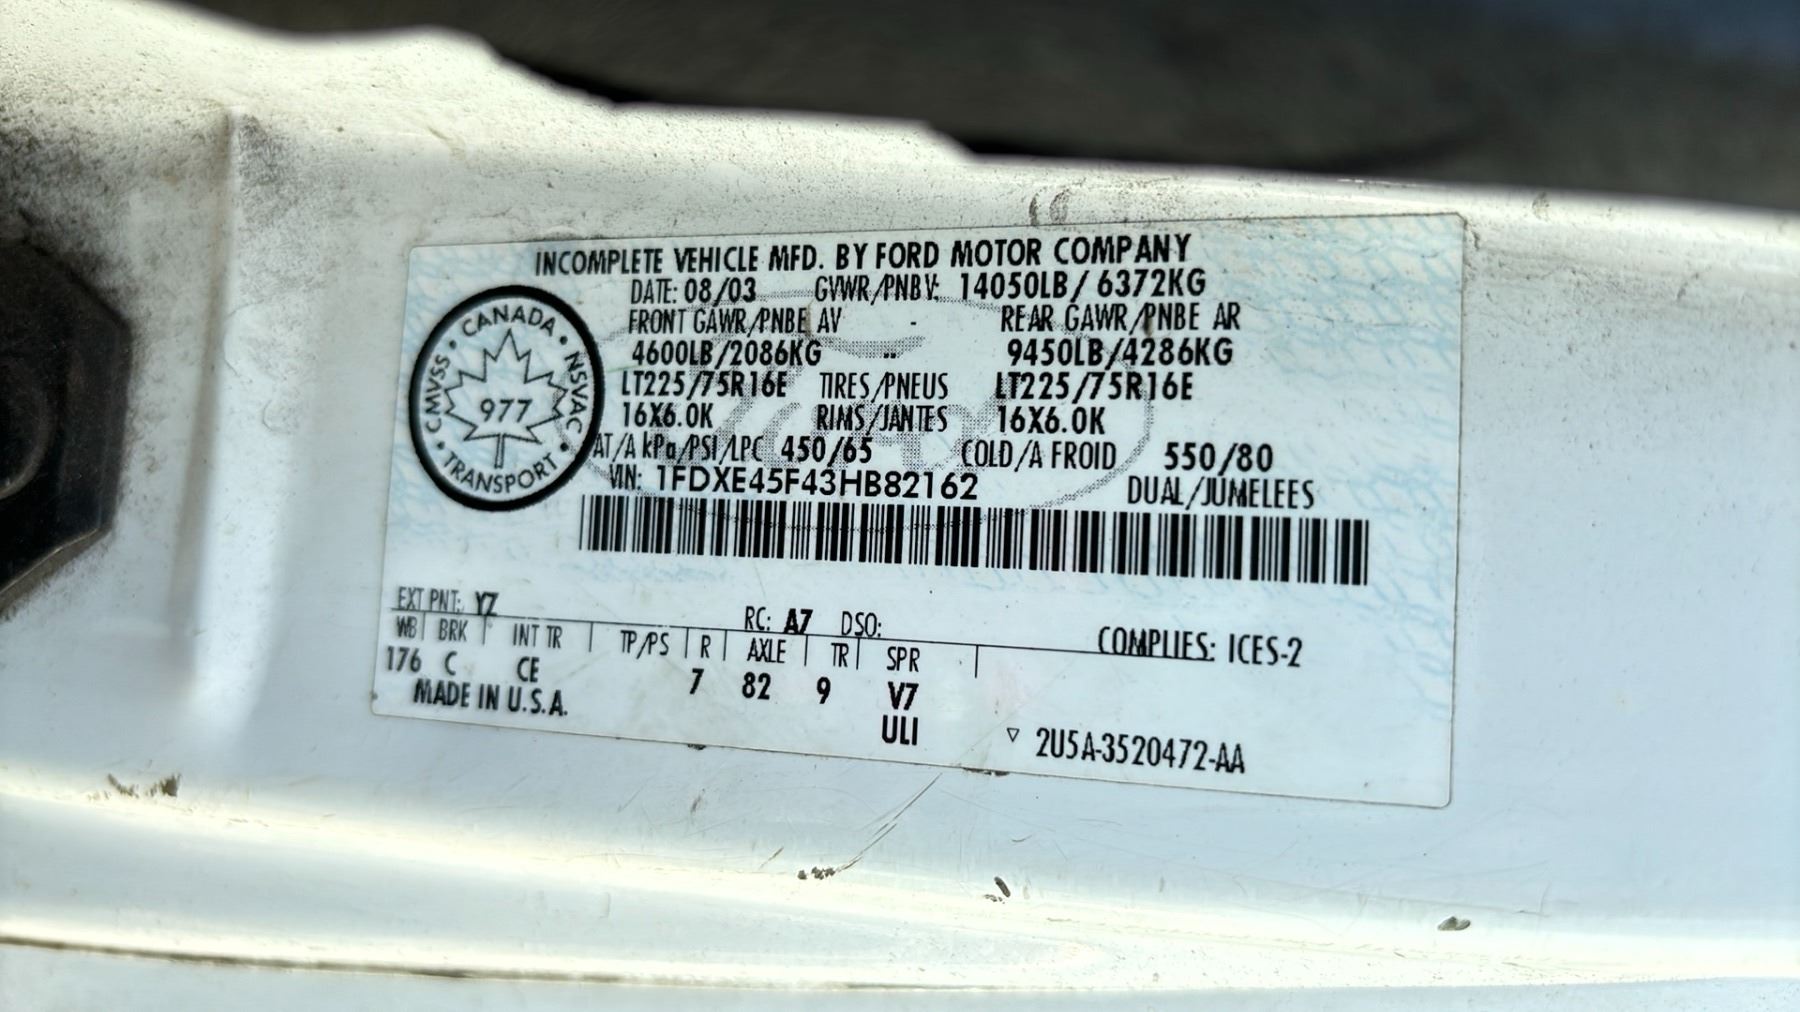 INCOMPLETE VEHICLE MFD. BY FORD MOTOR COMPANY
DATE: 08/03 GVWR/PNBV: 14050LB/ 6372KG
FRONT GAWR/PNBE AV - REAR GAWR/PNBE AR
4600LB/2086KG 9450LB/4286KG
LT225/75R16E TIRES/PNEUS LT225/75R16E
16X6.0K RIMS/JANTES 16X6.0K
AT/A kPa/PSI/LPC 450/65 COLD/A FROID 550/80
VIN: 1FDXE45F43HB82162 DUAL/JUMELEES
CANADA • NSVAC • TRANSPORT • CMVSS •
977
EXT PNT: YZ RC: A7 DSO:
WB BRK INT TR TP/PS R AXLE TR SPR COMPLIES: ICES-2
176 C CE 7 82 9 V7
MADE IN U.S.A. ULI ▽ 2U5A-3520472-AA